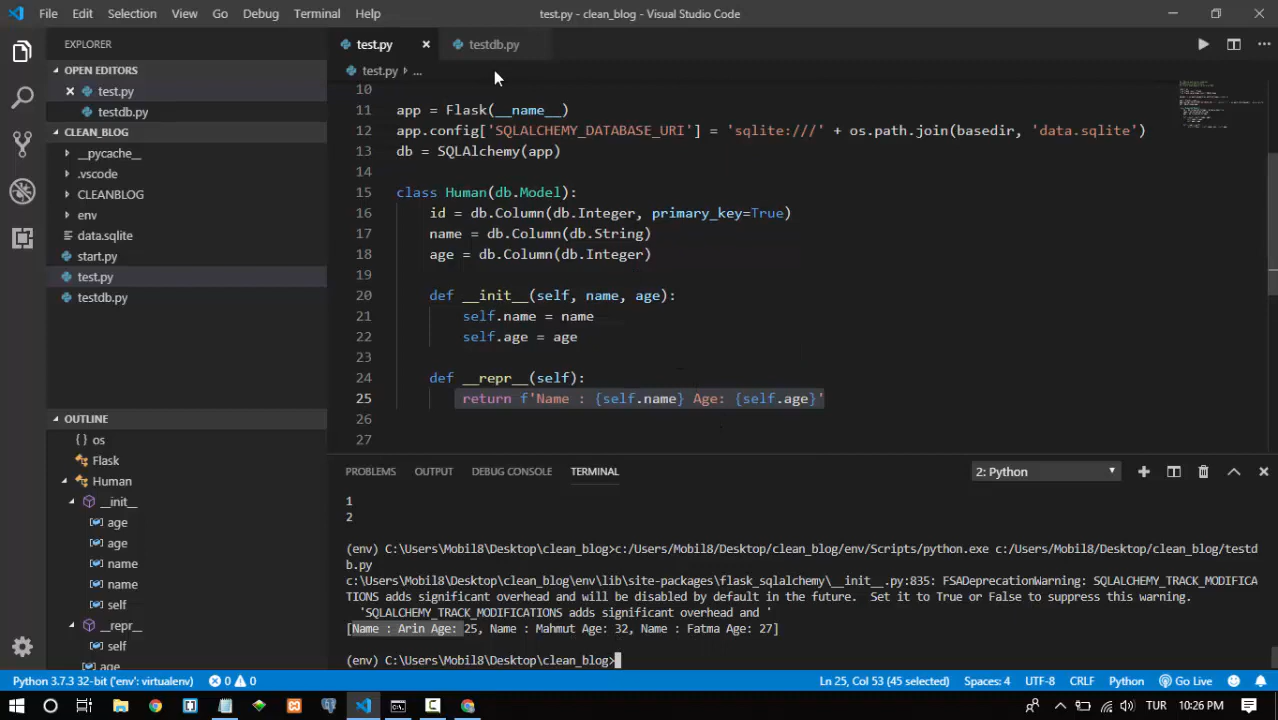 File Edit Selection View Go Debug Terminal Help test.py - clean_blog - Visual Studio Code
EXPLORER
OPEN EDITORS
test.py
testdb.py
CLEAN_BLOG
__pycache__
.vscode
CLEANBLOG
env
data.sqlite
start.py
test.py
testdb.py
OUTLINE
os
Flask
Human
__init__
age
age
name
name
self
__repr__
self
age
test.py testdb.py
test.py ...
10
11 app = Flask(__name__)
12 app.config['SQLALCHEMY_DATABASE_URI'] = 'sqlite:///' + os.path.join(basedir, 'data.sqlite')
13 db = SQLAlchemy(app)
14
15 class Human(db.Model):
16 id = db.Column(db.Integer, primary_key=True)
17 name = db.Column(db.String)
18 age = db.Column(db.Integer)
19
20 def __init__(self, name, age):
21 self.name = name
22 self.age = age
23
24 def __repr__(self):
25 return f'Name : {self.name} Age: {self.age}'
26
27
PROBLEMS OUTPUT DEBUG CONSOLE TERMINAL 2: Python
1
2
(env) C:\Users\Mobil8\Desktop\clean_blog>c:/Users/Mobil8/Desktop/clean_blog/env/Scripts/python.exe c:/Users/Mobil8/Desktop/clean_blog/testd
b.py
c:\Users\Mobil8\Desktop\clean_blog\env\lib\site-packages\flask_sqlalchemy\__init__.py:835: FSADeprecationWarning: SQLALCHEMY_TRACK_MODIFICA
TIONS adds significant overhead and will be disabled by default in the future. Set it to True or False to suppress this warning.
'SQLALCHEMY_TRACK_MODIFICATIONS adds significant overhead and '
[Name : Arin Age: 25, Name : Mahmut Age: 32, Name : Fatma Age: 27]
(env) C:\Users\Mobil8\Desktop\clean_blog>
Python 3.7.3 32-bit ('env': virtualenv) 0 0 Ln 25, Col 53 (45 selected) Spaces: 4 UTF-8 CRLF Python Go Live
TUR 10:26 PM